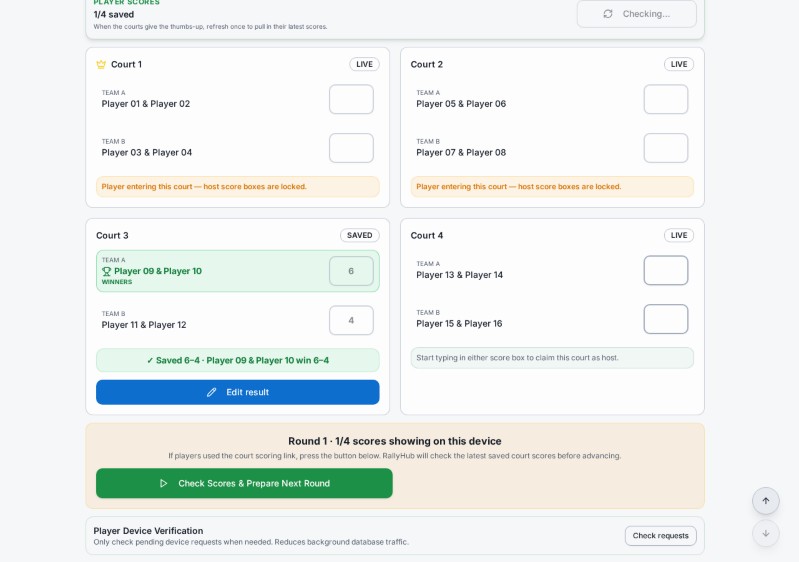 PLAYER SCORES
1/4 saved
When the courts give the thumbs-up, refresh once to pull in their latest scores.
Checking...
Court 1
LIVE
TEAM A
Player 01 & Player 02
TEAM B
Player 03 & Player 04
Player entering this court — host score boxes are locked.
Court 2
LIVE
TEAM A
Player 05 & Player 06
TEAM B
Player 07 & Player 08
Player entering this court — host score boxes are locked.
Court 3
SAVED
TEAM A
Player 09 & Player 10
WINNERS
6
TEAM B
Player 11 & Player 12
4
✓ Saved 6–4 · Player 09 & Player 10 win 6–4
Edit result
Court 4
LIVE
TEAM A
Player 13 & Player 14
TEAM B
Player 15 & Player 16
Start typing in either score box to claim this court as host.
Round 1 · 1/4 scores showing on this device
If players used the court scoring link, press the button below. RallyHub will check the latest saved court scores before advancing.
Check Scores & Prepare Next Round
Player Device Verification
Only check pending device requests when needed. Reduces background database traffic.
Check requests